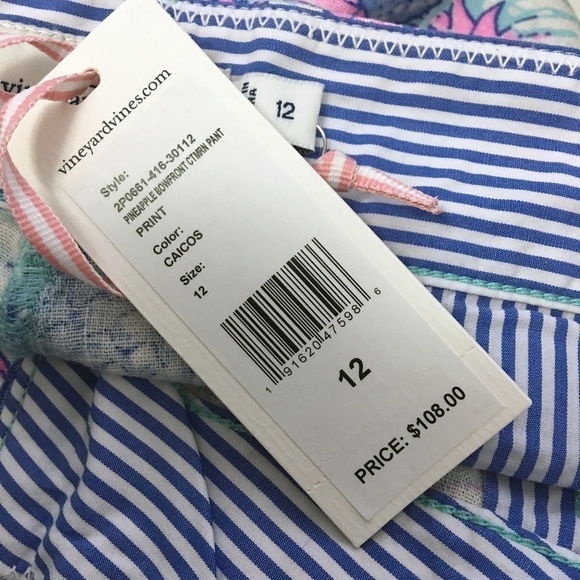 vineyardvines.com
Style:
2P0661-416-30112
PINEAPPLE BOWFRONT CTMRN PANT
PRINT
Color:
CAICOS
Size:
12
1 91620 47598 6
12
PRICE: $108.00
12